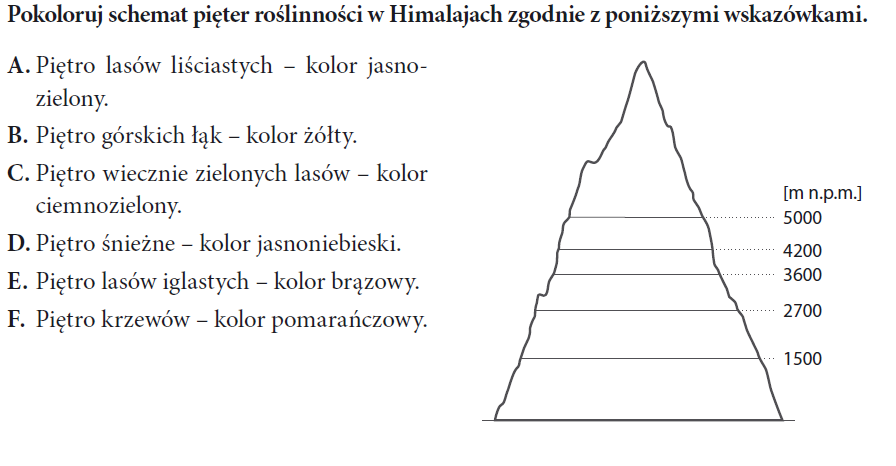 Pokoloruj schemat pięter roślinności w Himalajach zgodnie z poniższymi wskazówkami.
A. Piętro lasów liściastych – kolor jasno-
zielony.
B. Piętro górskich łąk – kolor żółty.
C. Piętro wiecznie zielonych lasów – kolor
ciemnozielony.
D. Piętro śnieżne – kolor jasnoniebieski.
E. Piętro lasów iglastych – kolor brązowy.
F. Piętro krzewów – kolor pomarańczowy.
[m n.p.m.]
5000
4200
3600
2700
1500